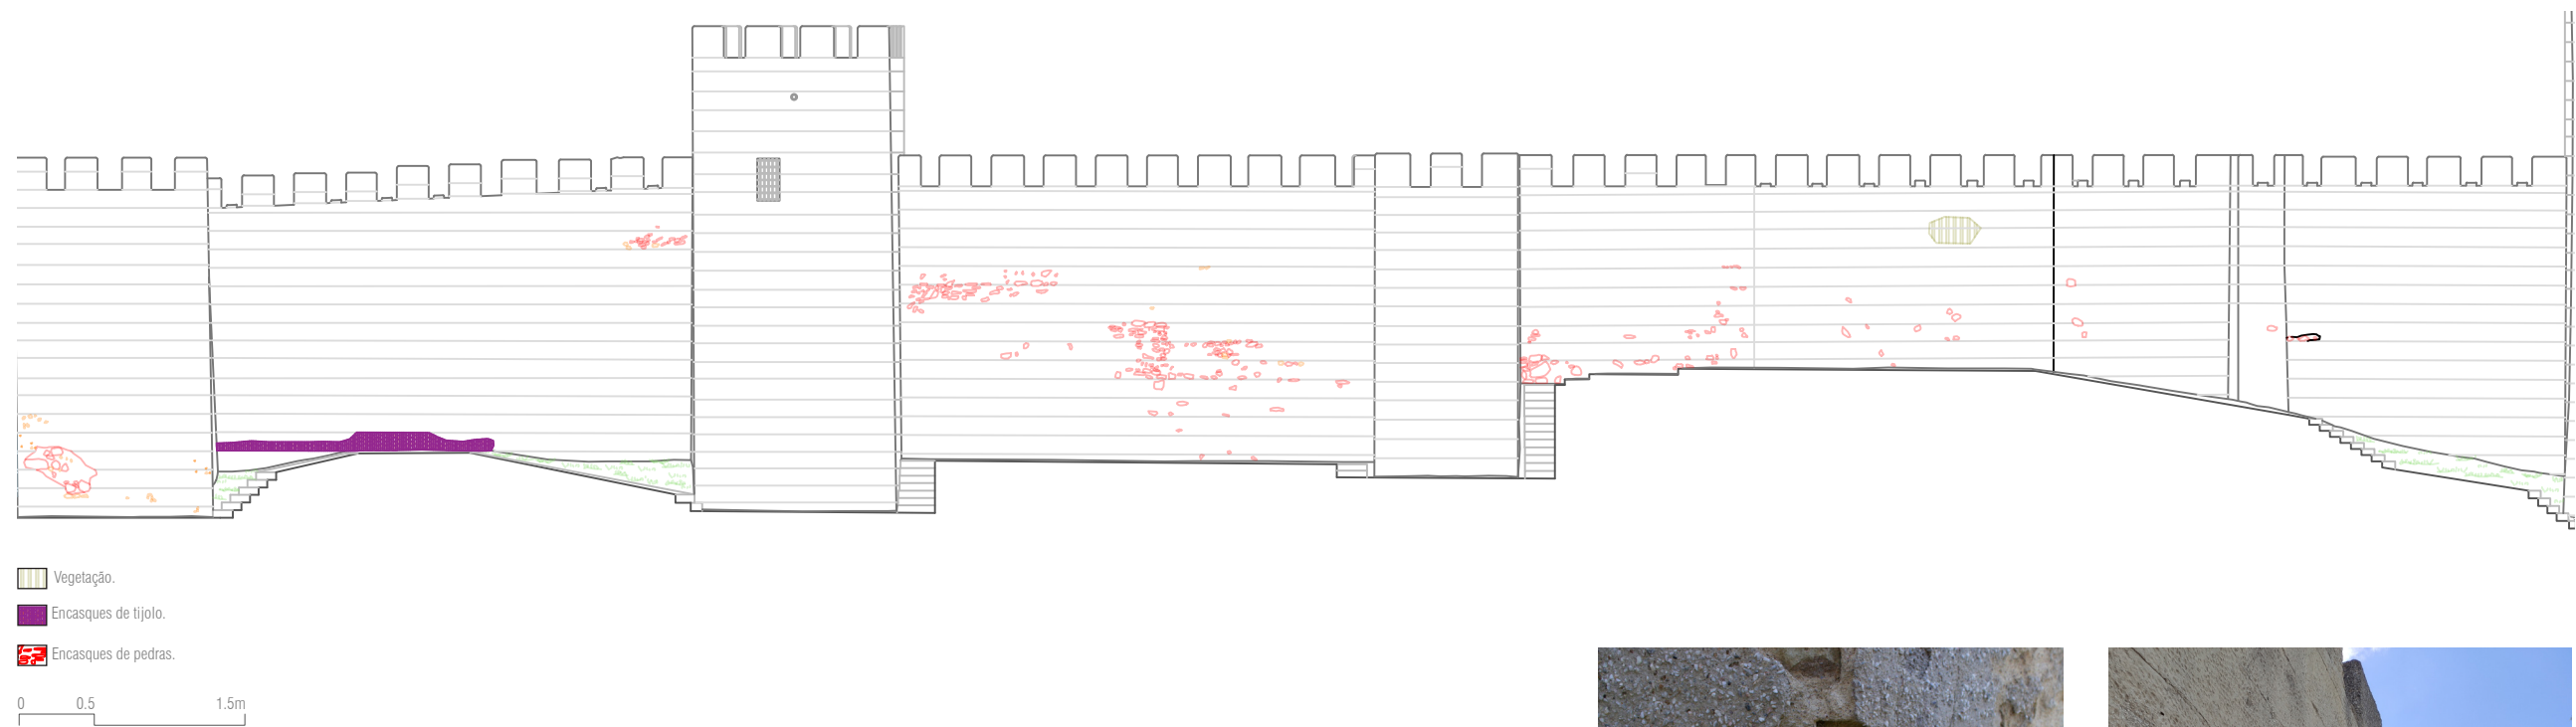 Vegetação.
Encasques de tijolo.
Encasques de pedras.
0 0.5 1.5m